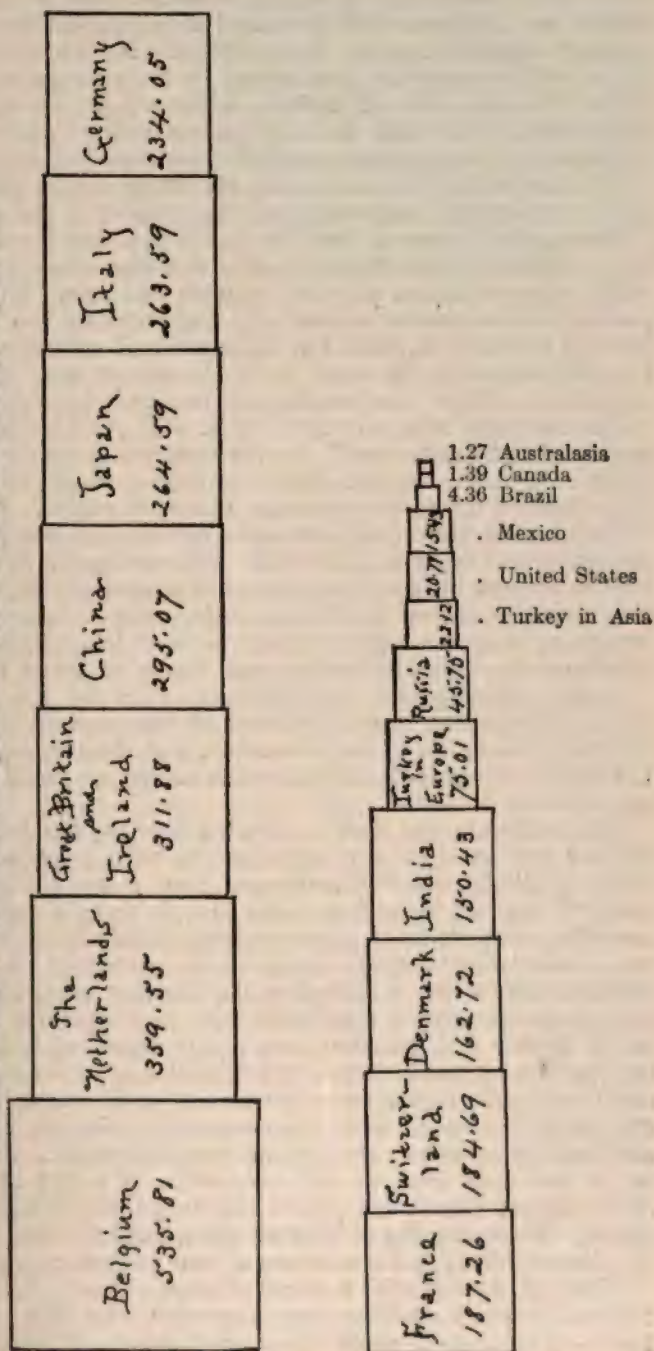 Germany
234.05
Italy
263.59
Japan
264.59
China
295.07
Great Britain
and
Ireland
311.88
The
Netherlands
359.55
Belgium
535.81
1.27 Australasia
1.39 Canada
4.36 Brazil
15.43 . Mexico
20.77 . United States
23.12 . Turkey in Asia
Russia
45.75
Turkey
in
Europe
75.01
India
150.43
Denmark
162.72
Switzer-
land
184.69
France
187.26